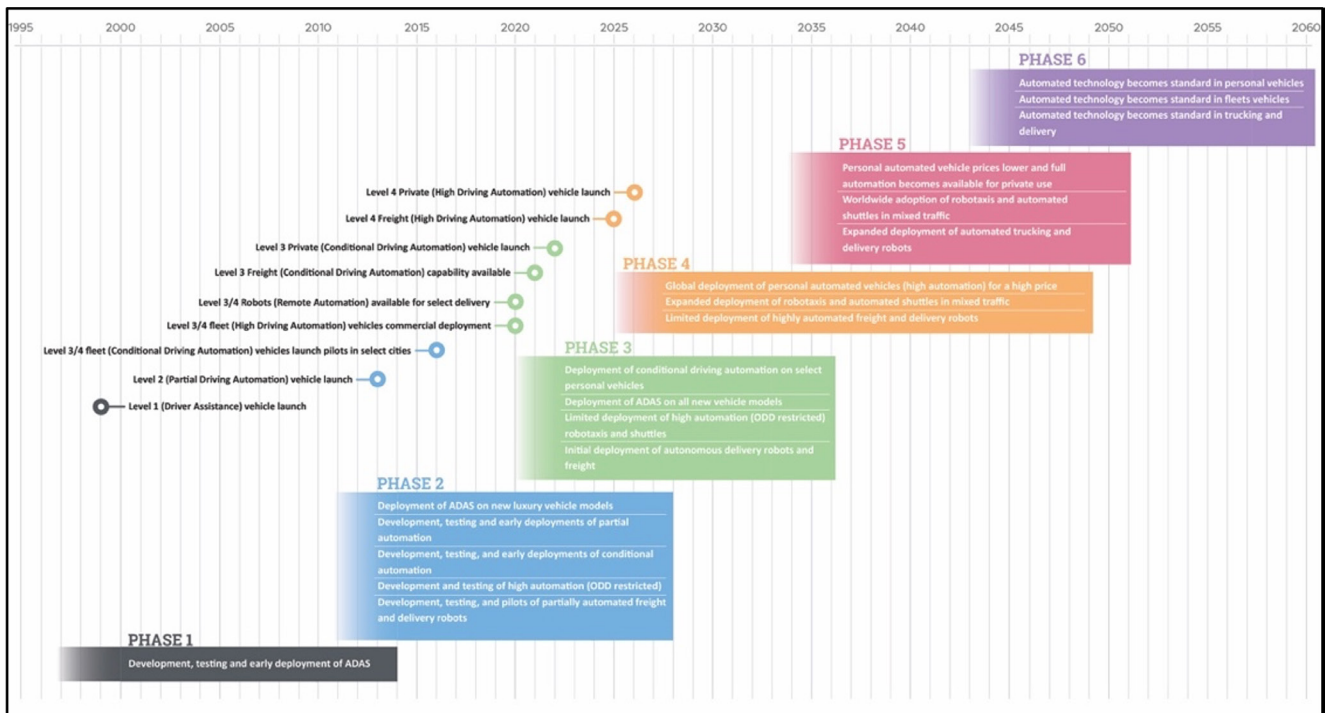 1995 2000 2005 2010 2015 2020 2025 2030 2035 2040 2045 2050 2055 2060
PHASE 6
Automated technology becomes standard in personal vehicles
Automated technology becomes standard in fleets vehicles
Automated technology becomes standard in trucking and
delivery
PHASE 5
Personal automated vehicle prices lower and full
automation becomes available for private use
Worldwide adoption of robotaxis and automated
shuttles in mixed traffic
Expanded deployment of automated trucking and
delivery robots
Level 4 Private (High Driving Automation) vehicle launch
Level 4 Freight (High Driving Automation) vehicle launch
Level 3 Private (Conditional Driving Automation) vehicle launch
Level 3 Freight (Conditional Driving Automation) capability available
Level 3/4 Robots (Remote Automation) available for select delivery
Level 3/4 fleet (High Driving Automation) vehicles commercial deployment
Level 3/4 fleet (Conditional Driving Automation) vehicles launch pilots in select cities
Level 2 (Partial Driving Automation) vehicle launch
Level 1 (Driver Assistance) vehicle launch
PHASE 4
Global deployment of personal automated vehicles (high automation) for a high price
Expanded deployment of robotaxis and automated shuttles in mixed traffic
Limited deployment of highly automated freight and delivery robots
PHASE 3
Deployment of conditional driving automation on select
personal vehicles
Deployment of ADAS on all new vehicle models
Limited deployment of high automation (ODD restricted)
robotaxis and shuttles
Initial deployment of autonomous delivery robots and
freight
PHASE 2
Deployment of ADAS on new luxury vehicle models
Development, testing and early deployments of partial
automation
Development, testing, and early deployments of conditional
automation
Development and testing of high automation (ODD restricted)
Development, testing, and pilots of partially automated freight
and delivery robots
PHASE 1
Development, testing and early deployment of ADAS